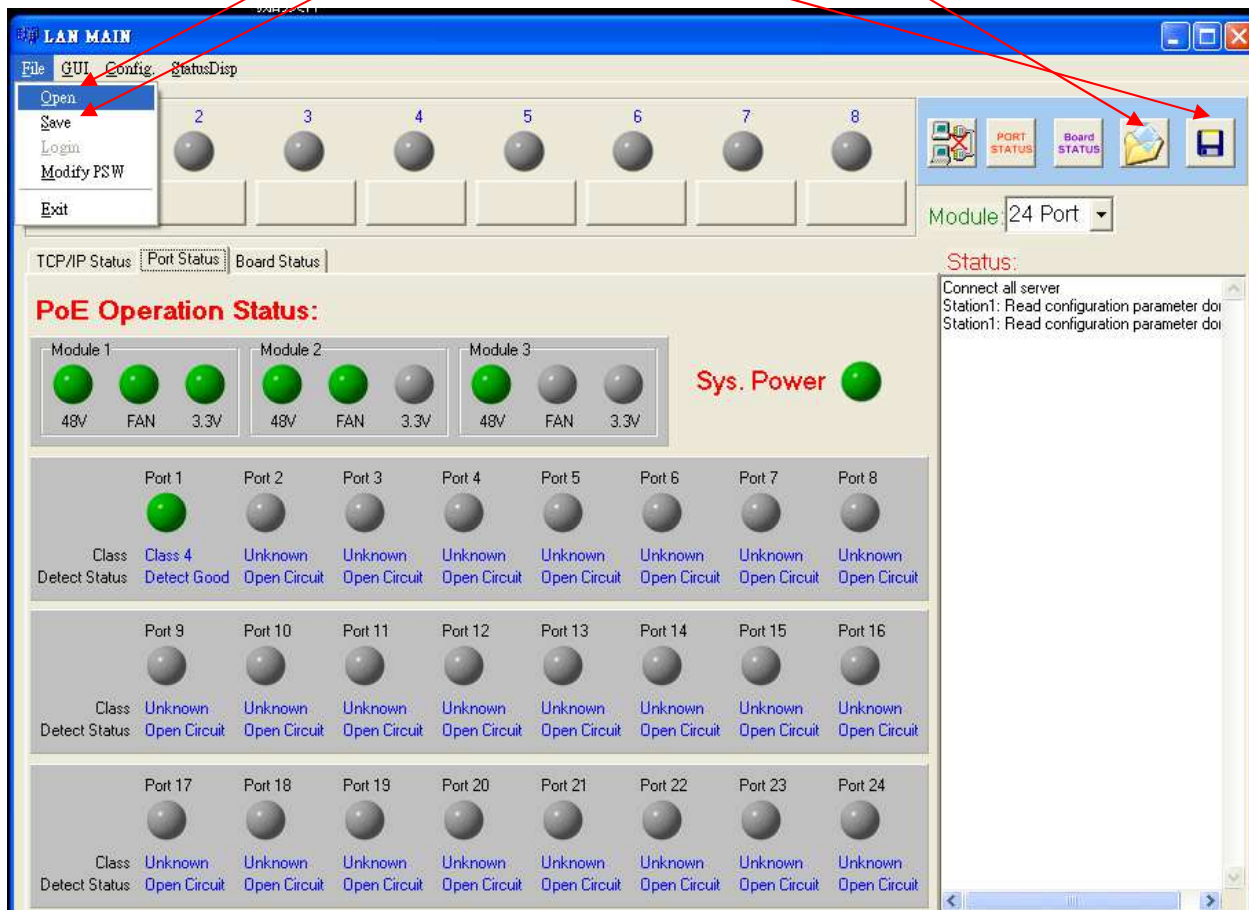 LAN MAIN
File GUI Config. StatusDisp
Open
Save
Login
Modify PSW
Exit
2 3 4 5 6 7 8
PORT STATUS
Board STATUS
Module: 24 Port
TCP/IP Status Port Status Board Status
Status:
Connect all server
Station1: Read configuration parameter
Station1: Read configuration parameter
PoE Operation Status:
Module 1 Module 2 Module 3
Sys. Power
48V FAN 3.3V 48V FAN 3.3V 48V FAN 3.3V
Port 1 Port 2 Port 3 Port 4 Port 5 Port 6 Port 7 Port 8
Class Class 4 Unknown Unknown Unknown Unknown Unknown Unknown Unknown
Detect Status Detect Good Open Circuit Open Circuit Open Circuit Open Circuit Open Circuit Open Circuit Open Circuit
Port 9 Port 10 Port 11 Port 12 Port 13 Port 14 Port 15 Port 16
Class Unknown Unknown Unknown Unknown Unknown Unknown Unknown Unknown
Detect Status Open Circuit Open Circuit Open Circuit Open Circuit Open Circuit Open Circuit Open Circuit Open Circuit
Port 17 Port 18 Port 19 Port 20 Port 21 Port 22 Port 23 Port 24
Class Unknown Unknown Unknown Unknown Unknown Unknown Unknown Unknown
Detect Status Open Circuit Open Circuit Open Circuit Open Circuit Open Circuit Open Circuit Open Circuit Open Circuit